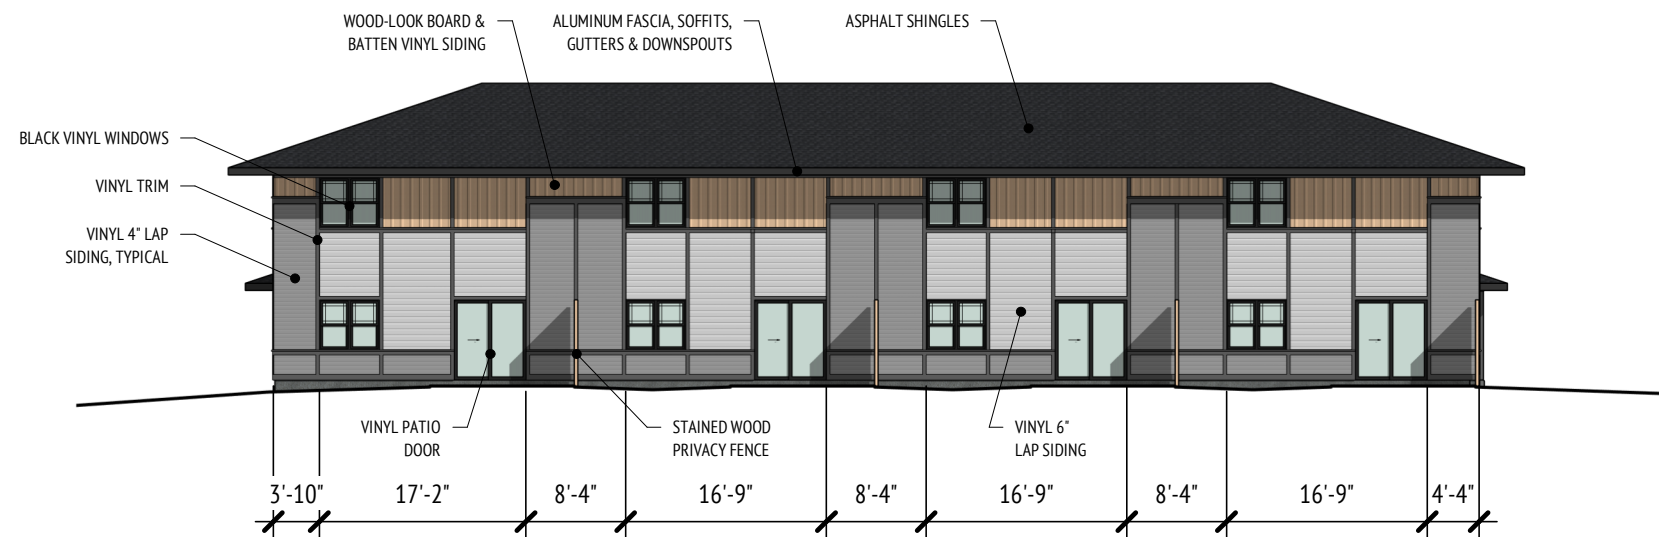 WOOD-LOOK BOARD &
BATTEN VINYL SIDING
ALUMINUM FASCIA, SOFFITS,
GUTTERS & DOWNSPOUTS
ASPHALT SHINGLES
BLACK VINYL WINDOWS
VINYL TRIM
VINYL 4" LAP
SIDING, TYPICAL
VINYL PATIO
DOOR
STAINED WOOD
PRIVACY FENCE
VINYL 6"
LAP SIDING
3'-10"
17'-2"
8'-4"
16'-9"
8'-4"
16'-9"
8'-4"
16'-9"
4'-4"